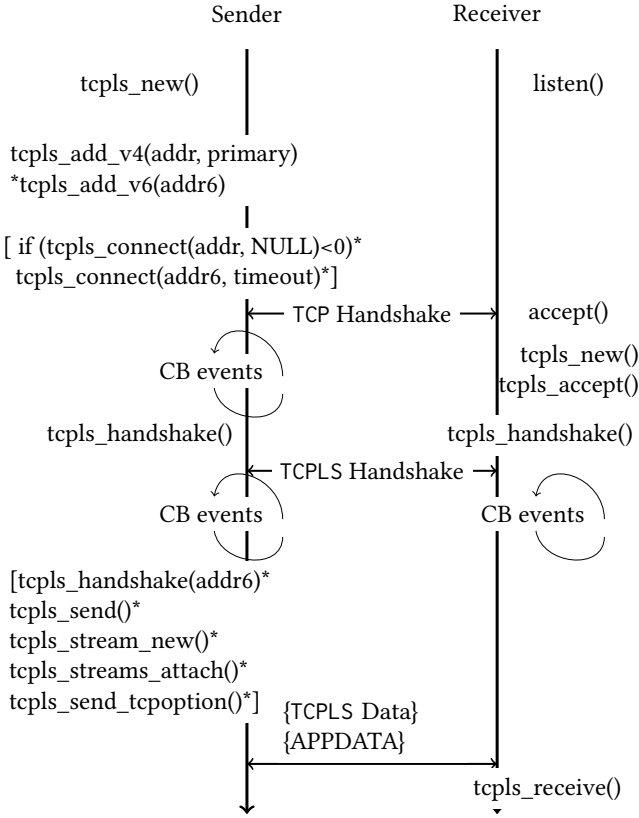 Sender Receiver
tcpls_new() listen()
tcpls_add_v4(addr, primary)
*tcpls_add_v6(addr6)
[ if (tcpls_connect(addr, NULL)<0)*
tcpls_connect(addr6, timeout)*]
TCP Handshake accept()
tcpls_new()
CB events tcpls_accept()
tcpls_handshake() tcpls_handshake()
TCPLS Handshake
CB events CB events
[tcpls_handshake(addr6)*
tcpls_send()*
tcpls_stream_new()*
tcpls_streams_attach()*
tcpls_send_tcpoption()*]
{TCPLS Data}
{APPDATA}
tcpls_receive()